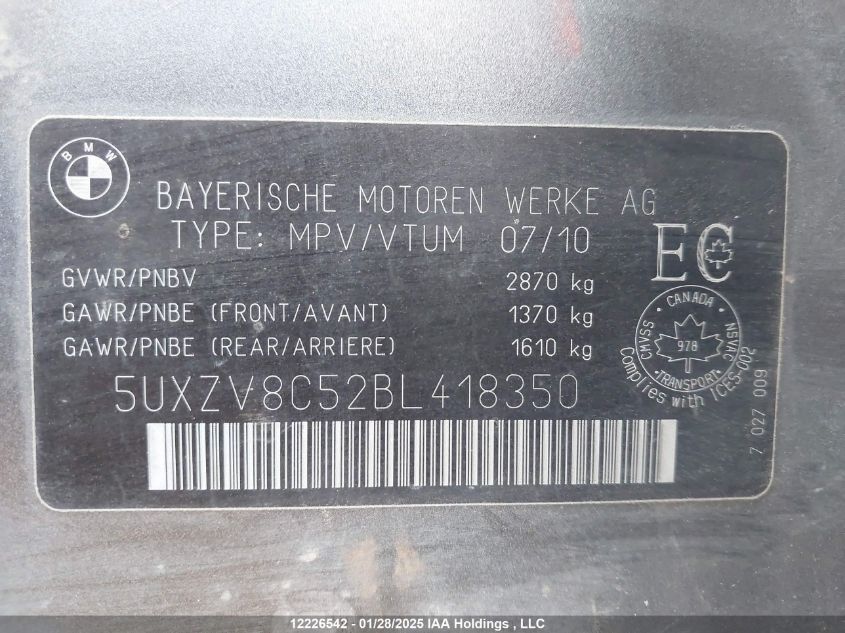 BMW
BAYERISCHE MOTOREN WERKE AG
TYPE: MPV/VTUM 07/10
EC
GVWR/PNBV 2870 kg
GAWR/PNBE (FRONT/AVANT) 1370 kg
GAWR/PNBE (REAR/ARRIERE) 1610 kg
CANADA
CMVSS
978
NSVAC
TRANSPORT
Complies with ICES-002
5UXZV8C52BL418350
7 027 009
12226542 - 01/28/2025 IAA Holdings , LLC